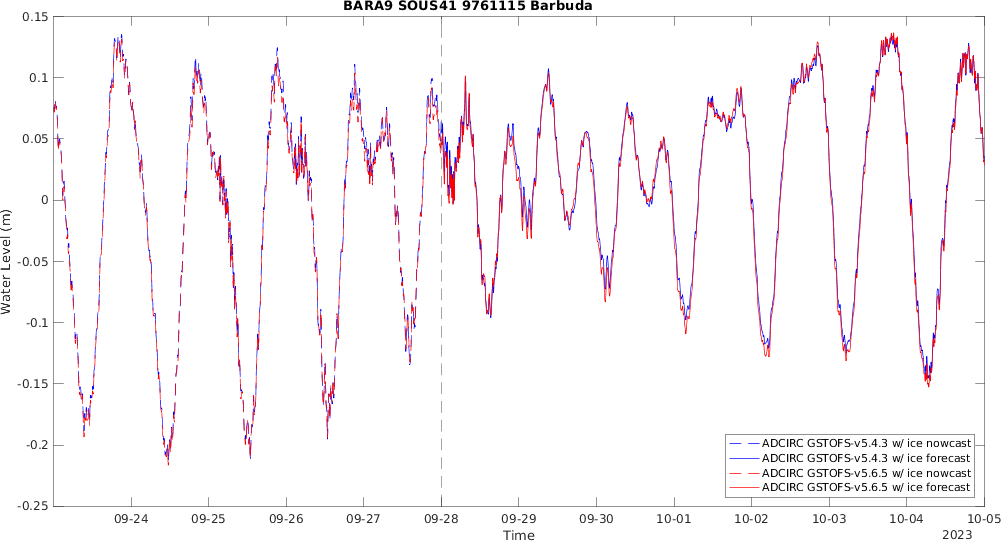 BARA9 SOUS41 9761115 Barbuda
0.15
0.1
0.05
0
-0.05
-0.1
-0.15
-0.2
-0.25
Water Level (m)
ADCIRC GSTOFS-v5.4.3 w/ ice nowcast
ADCIRC GSTOFS-v5.4.3 w/ ice forecast
ADCIRC GSTOFS-v5.6.5 w/ ice nowcast
ADCIRC GSTOFS-v5.6.5 w/ ice forecast
09-24 09-25 09-26 09-27 09-28 09-29 09-30 10-01 10-02 10-03 10-04 10-05
Time
2023